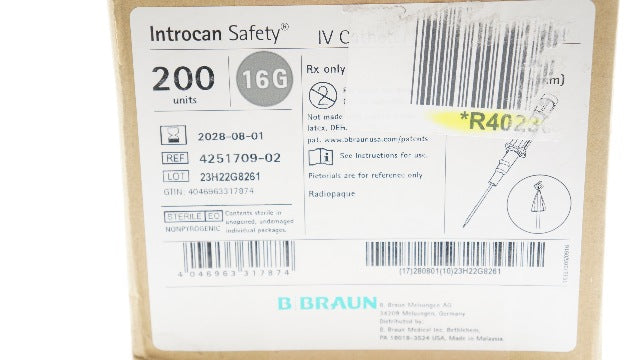 Introcan Safety®
IV
200
units
16G
Rx only
Not made
latex, DEH
pat. www.bbraunusa.com/patents
See Instructions for use.
Pictorials are for reference only
Radiopaque
2028-08-01
REF 4251709-02
LOT 23H22G8261
GTIN: 4046963317874
STERILE EO
NONPYROGENIC
Contents sterile in
unopened, undamaged
individual packages.
*R4023
4 046963 317874
(17)280801(10)23H22G8261
B BRAUN
B. Braun Melsungen AG
34209 Melsungen, Germany
Distributed by:
B. Braun Medical Inc. Bethlehem,
PA 18018-3524 USA. Made in Malaysia.